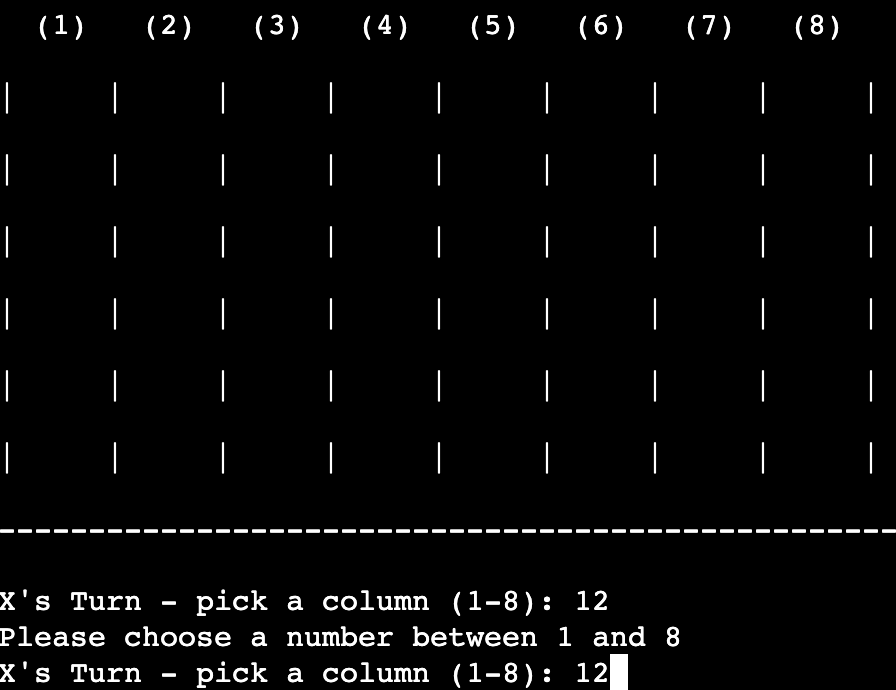 (1) (2) (3) (4) (5) (6) (7) (8)
| | | | | | | | |
| | | | | | | | |
| | | | | | | | |
| | | | | | | | |
| | | | | | | | |
| | | | | | | | |
--------------------------------------------------
X's Turn - pick a column (1-8): 12
Please choose a number between 1 and 8
X's Turn - pick a column (1-8): 12